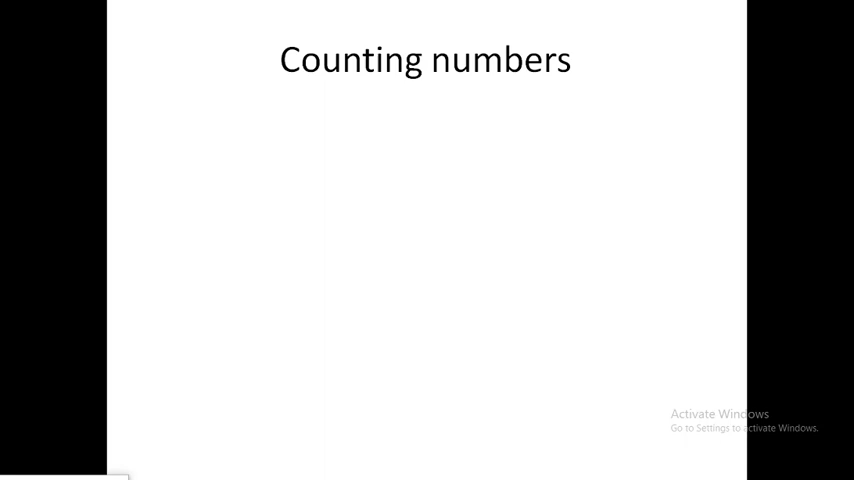 Counting numbers
Activate Windows
Go to Settings to activate Windows.